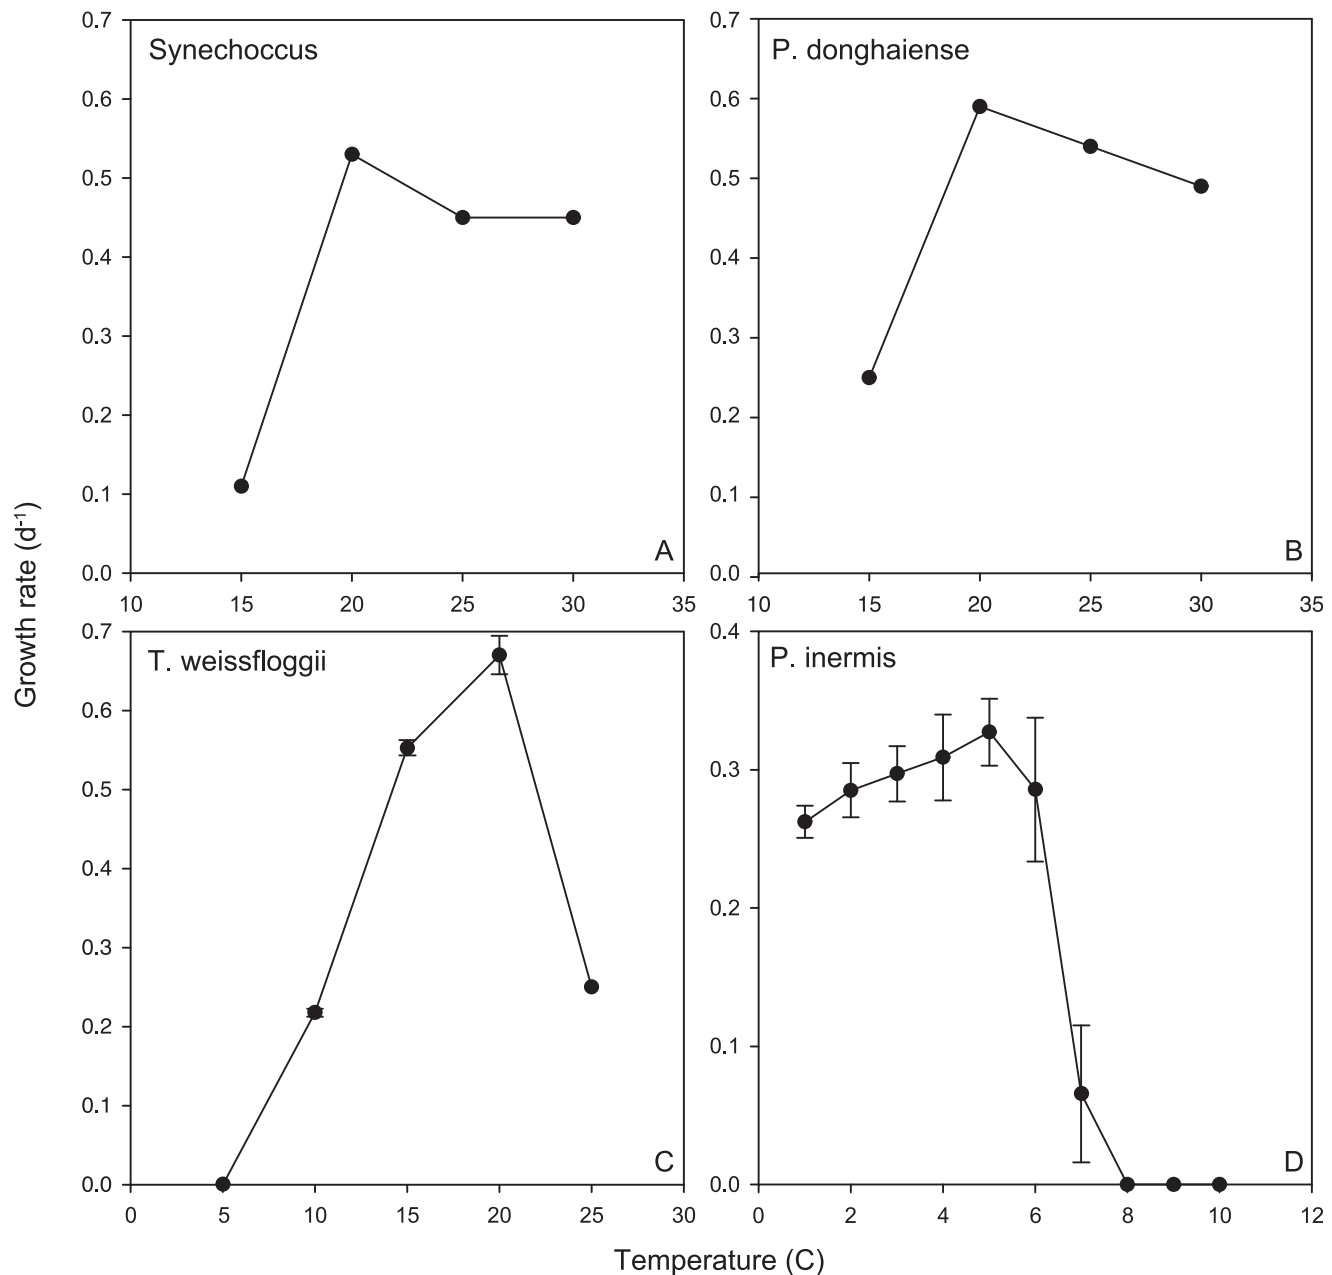 0.7
0.6
0.5
0.4
0.3
0.2
0.1
0.0
Synechoccus
A
10 15 20 25 30 35
0.7
0.6
0.5
0.4
0.3
0.2
0.1
0.0
P. donghaiense
B
10 15 20 25 30 35
Growth rate (d⁻¹)
0.7
0.6
0.5
0.4
0.3
0.2
0.1
0.0
T. weissfloggii
C
0 5 10 15 20 25 30
0.4
0.3
0.2
0.1
0.0
P. inermis
D
0 2 4 6 8 10 12
Temperature (C)